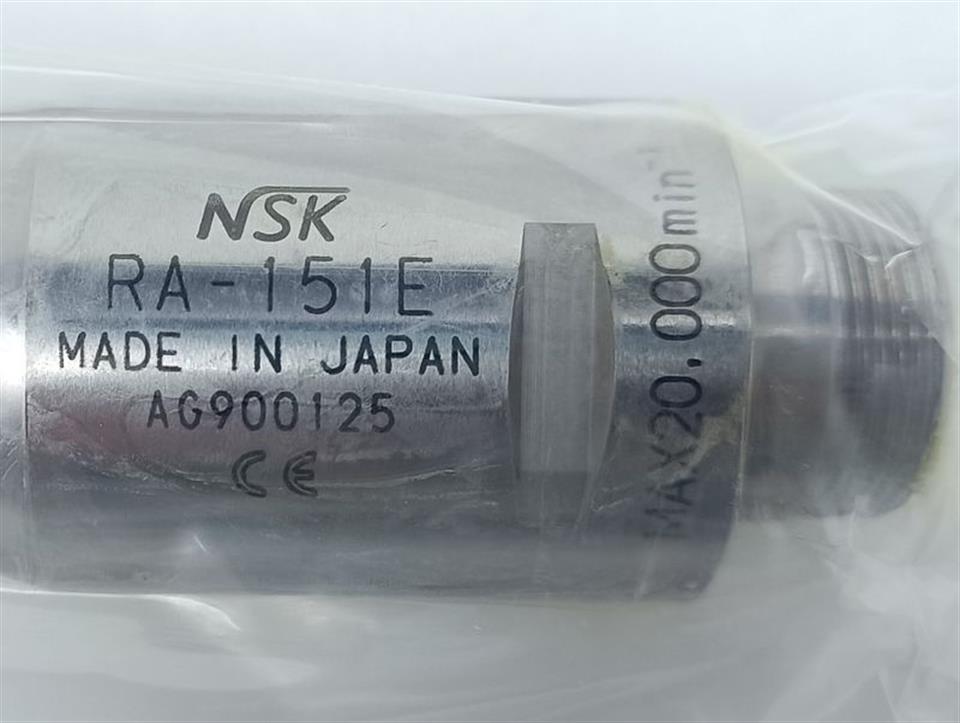 NSK
RA-151E
MADE IN JAPAN
AG900125
CE
MAX20.000min⁻¹